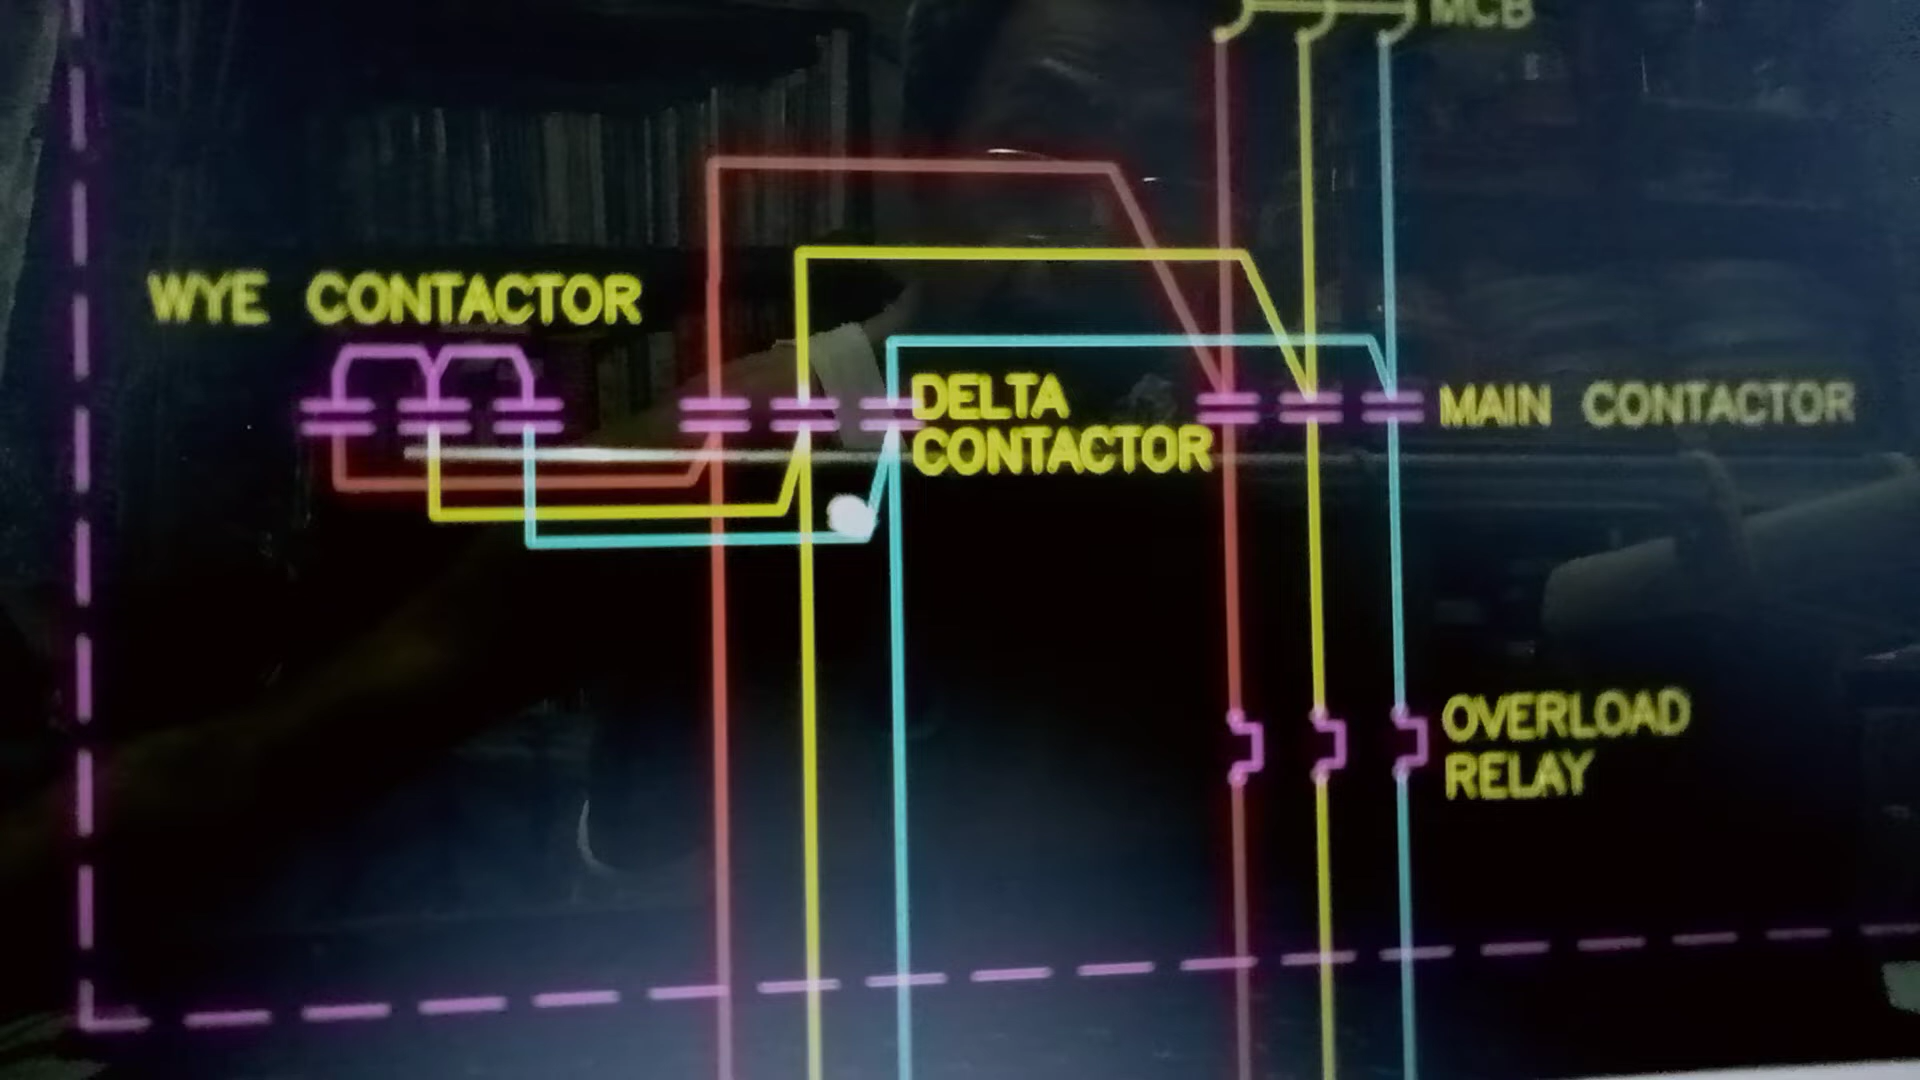 MCB
WYE CONTACTOR
DELTA
CONTACTOR
MAIN CONTACTOR
OVERLOAD
RELAY